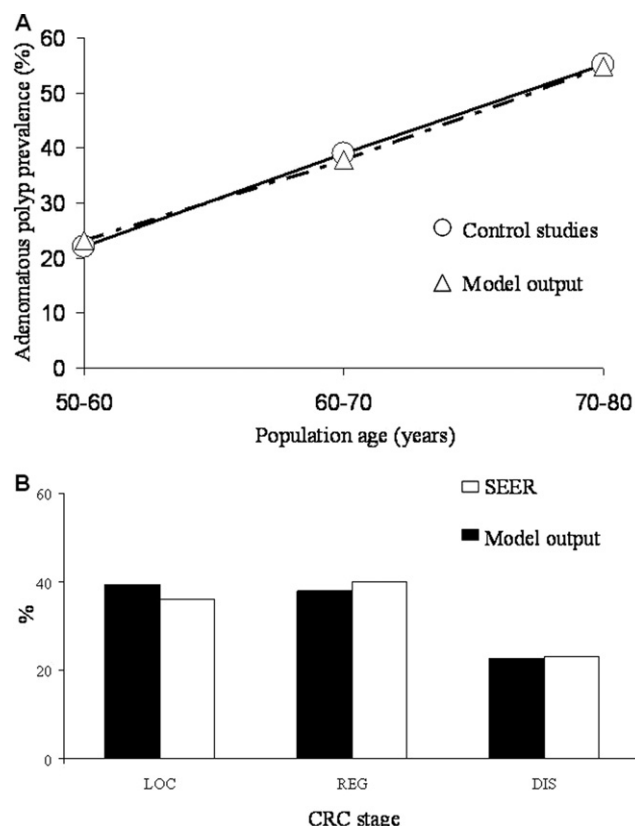 A
Adenomatous polyp prevalence (%)
60
50
40
30
20
10
0
Control studies
Model output
50-60
60-70
70-80
Population age (years)
B
SEER
Model output
%
60
40
20
0
LOC
REG
DIS
CRC stage